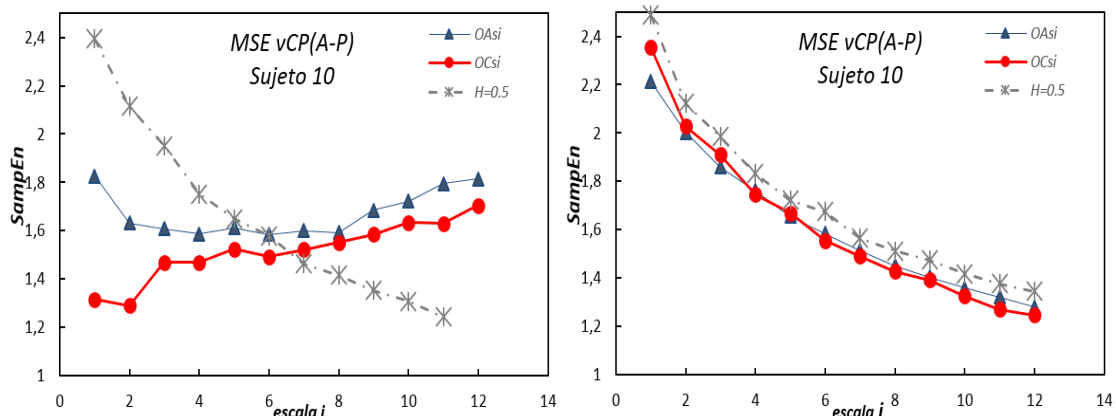 MSE vCP(A-P)
Sujeto 10
OAsi
OCsi
H=0.5
SampEn
2,4
2,2
2
1,8
1,6
1,4
1,2
1
0 2 4 6 8 10 12 14
escala j
MSE vCP(A-P)
Sujeto 10
OAsi
OCsi
H=0.5
SampEn
2,4
2,2
2
1,8
1,6
1,4
1,2
1
0 2 4 6 8 10 12 14
escala j